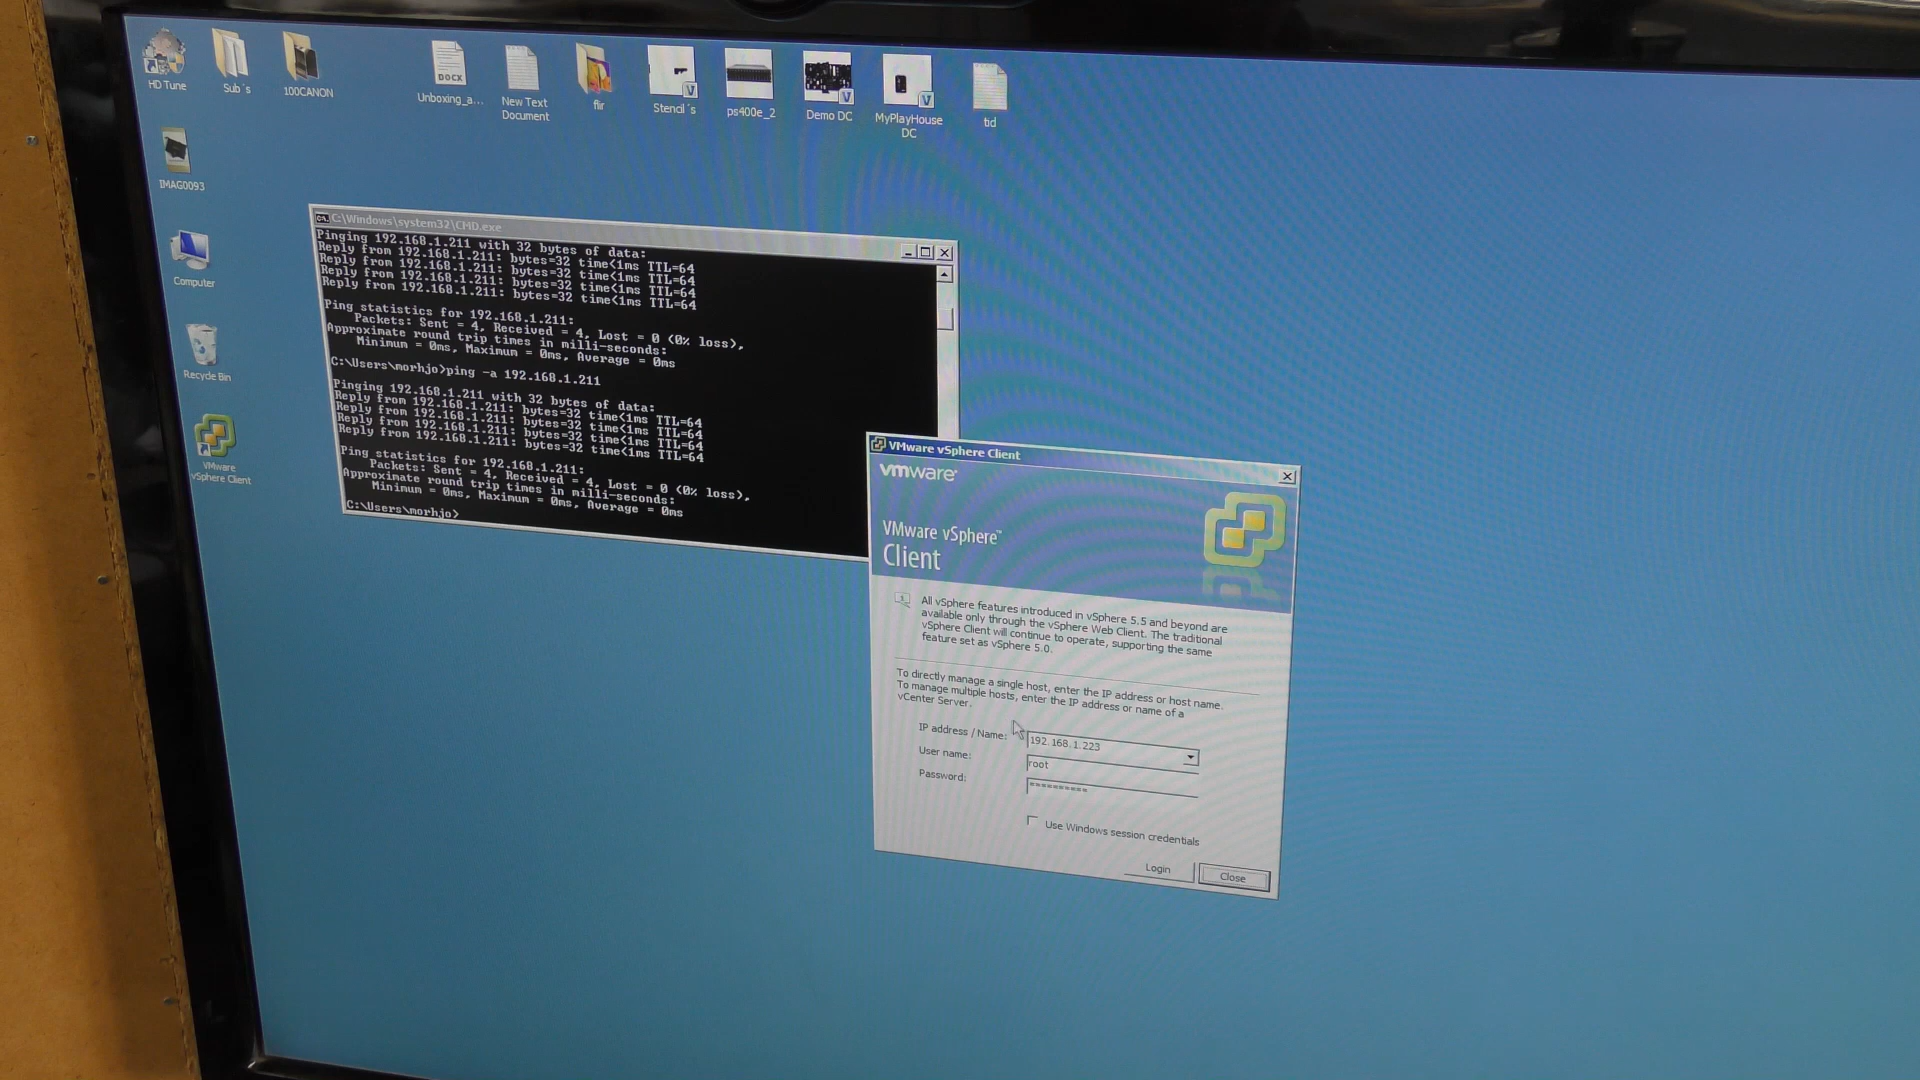 HD Tune
Sub´s
100CANON
DOCX
Unboxing_a...
New Text
Document
flir
Stencil´s
ps400e_2
Demo DC
MyPlayHouse
DC
tid
IMAG0093
Computer
Recycle Bin
VMware
vSphere Client
C:\Windows\system32\CMD.exe
Pinging 192.168.1.211 with 32 bytes of data:
Reply from 192.168.1.211: bytes=32 time<1ms TTL=64
Reply from 192.168.1.211: bytes=32 time<1ms TTL=64
Reply from 192.168.1.211: bytes=32 time<1ms TTL=64
Reply from 192.168.1.211: bytes=32 time<1ms TTL=64
Ping statistics for 192.168.1.211:
Packets: Sent = 4, Received = 4, Lost = 0 (0% loss),
Approximate round trip times in milli-seconds:
Minimum = 0ms, Maximum = 0ms, Average = 0ms
C:\Users\morhjo>ping -a 192.168.1.211
Pinging 192.168.1.211 with 32 bytes of data:
Reply from 192.168.1.211: bytes=32 time<1ms TTL=64
Reply from 192.168.1.211: bytes=32 time<1ms TTL=64
Reply from 192.168.1.211: bytes=32 time<1ms TTL=64
Reply from 192.168.1.211: bytes=32 time<1ms TTL=64
Ping statistics for 192.168.1.211:
Packets: Sent = 4, Received = 4, Lost = 0 (0% loss),
Approximate round trip times in milli-seconds:
Minimum = 0ms, Maximum = 0ms, Average = 0ms
C:\Users\morhjo>
VMware vSphere Client
vmware
VMware vSphere™
Client
All vSphere features introduced in vSphere 5.5 and beyond are
available only through the vSphere Web Client. The traditional
vSphere Client will continue to operate, supporting the same
feature set as vSphere 5.0.
To directly manage a single host, enter the IP address or host name.
To manage multiple hosts, enter the IP address or name of a
vCenter Server.
IP address / Name: 192.168.1.223
User name: root
Password: **********
Use Windows session credentials
Login Close